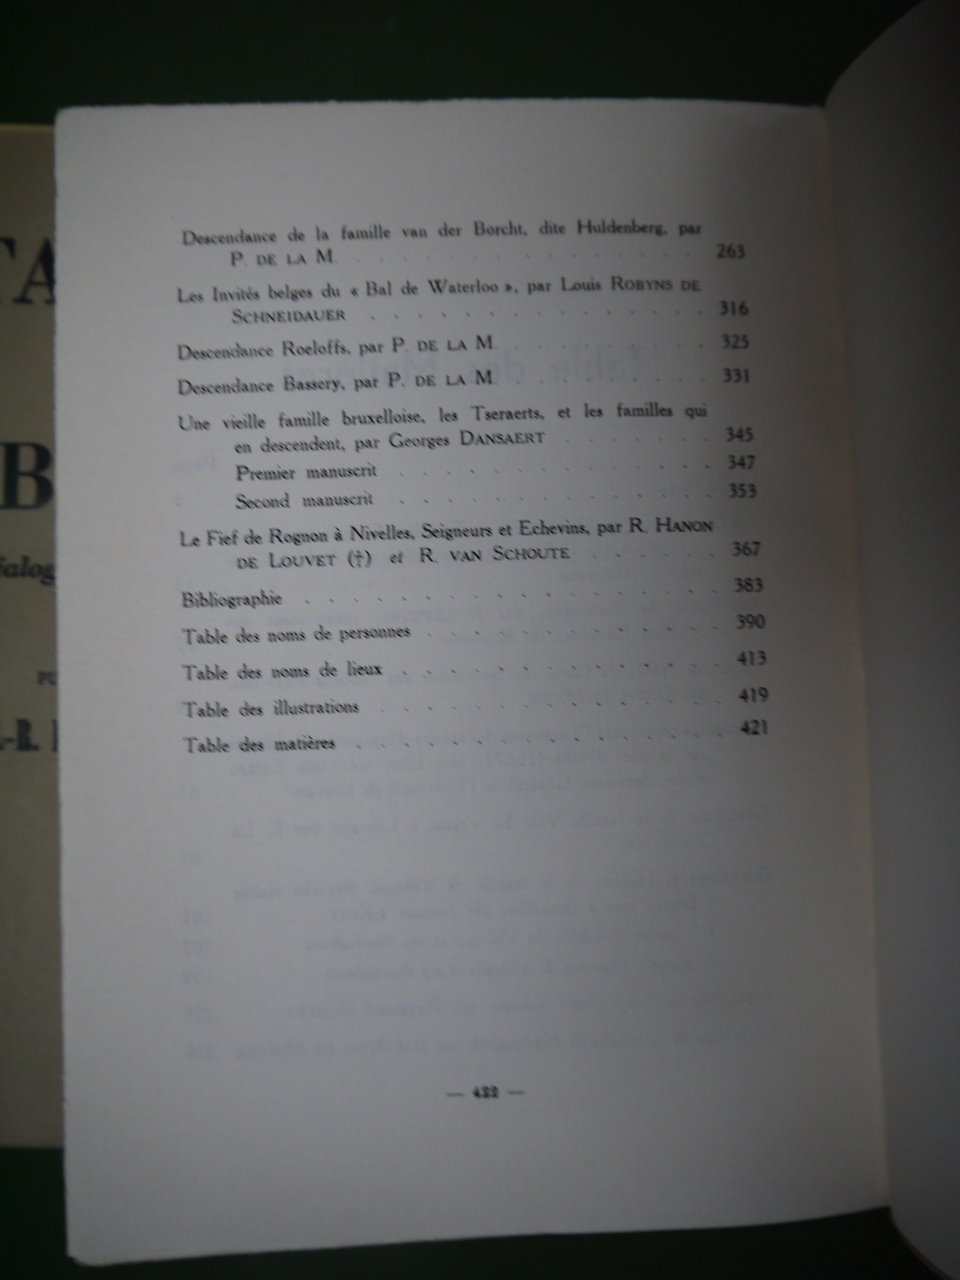 Descendance de la famille van der Borcht, dite Huldenberg, par
P. DE LA M. . . . . . . . . . . . . . . 263
Les Invités belges du « Bal de Waterloo », par Louis ROBYNS DE
SCHNEIDAUER . . . . . . . . . . . . . . 316
Descendance Roeloffs, par P. DE LA M. . . . . . . . . 325
Descendance Bassery, par P. DE LA M. . . . . . . . . 331
Une vieille famille bruxelloise, les Tseraerts, et les familles qui
en descendent, par Georges DANSAERT . . . . . . . 345
Premier manuscrit . . . . . . . . . . . . . 347
Second manuscrit . . . . . . . . . . . . . 353
Le Fief de Rognon à Nivelles, Seigneurs et Echevins, par R. HANON
DE LOUVET (†) et R. VAN SCHOUTE . . . . . . 367
Bibliographie . . . . . . . . . . . . . . . . . 383
Table des noms de personnes . . . . . . . . . . . . 390
Table des noms de lieux . . . . . . . . . . . . . 413
Table des illustrations . . . . . . . . . . . . . . 419
Table des matières . . . . . . . . . . . . . . . 421
— 422 —